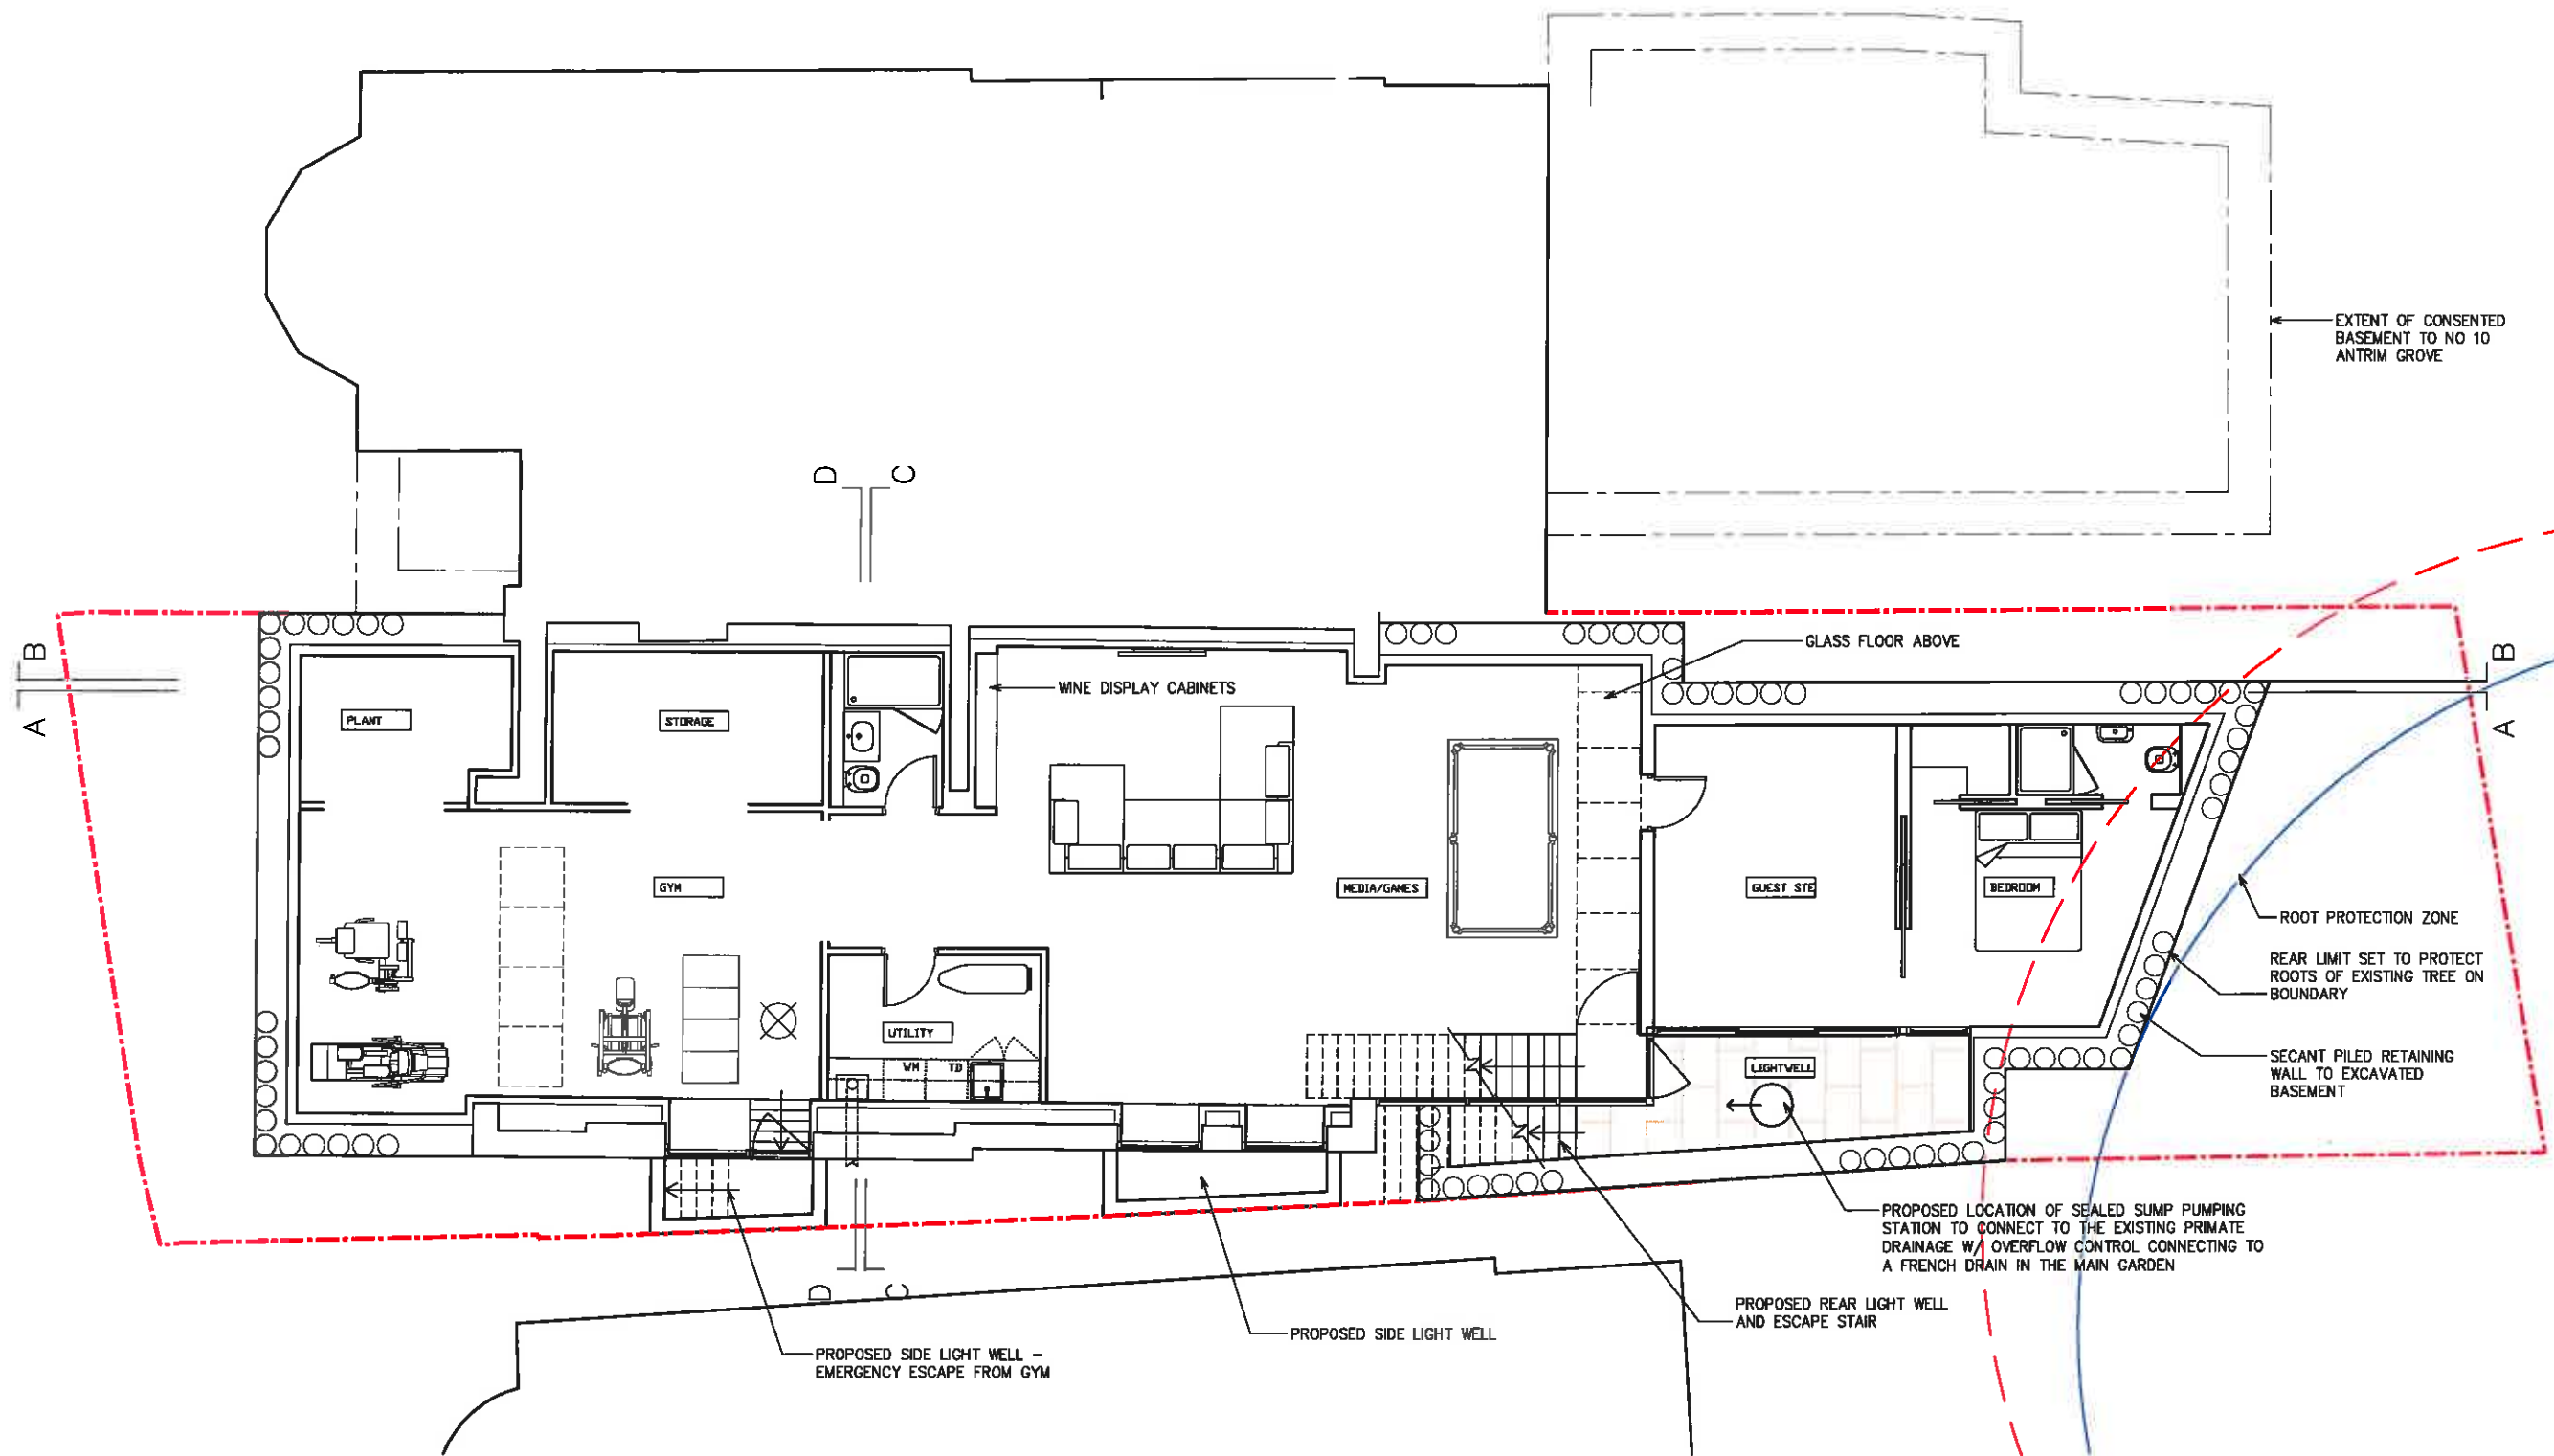 EXTENT OF CONSENTED
BASEMENT TO NO 10
ANTRIM GROVE
D
C
B
A
GLASS FLOOR ABOVE
WINE DISPLAY CABINETS
B
A
PLANT
STORAGE
GYM
MEDIA/GAMES
GUEST STE
BEDROOM
ROOT PROTECTION ZONE
REAR LIMIT SET TO PROTECT
ROOTS OF EXISTING TREE ON
BOUNDARY
UTILITY
WM
TD
LIGHTWELL
SECANT PILED RETAINING
WALL TO EXCAVATED
BASEMENT
PROPOSED LOCATION OF SEALED SUMP PUMPING
STATION TO CONNECT TO THE EXISTING PRIMATE
DRAINAGE W/ OVERFLOW CONTROL CONNECTING TO
A FRENCH DRAIN IN THE MAIN GARDEN
D
C
PROPOSED REAR LIGHT WELL
AND ESCAPE STAIR
PROPOSED SIDE LIGHT WELL
PROPOSED SIDE LIGHT WELL -
EMERGENCY ESCAPE FROM GYM